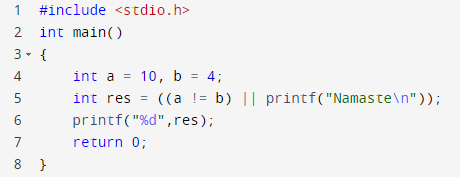 1 #include <stdio.h>
2 int main()
3 {
4     int a = 10, b = 4;
5     int res = ((a != b) || printf("Namaste\n"));
6     printf("%d",res);
7     return 0;
8 }